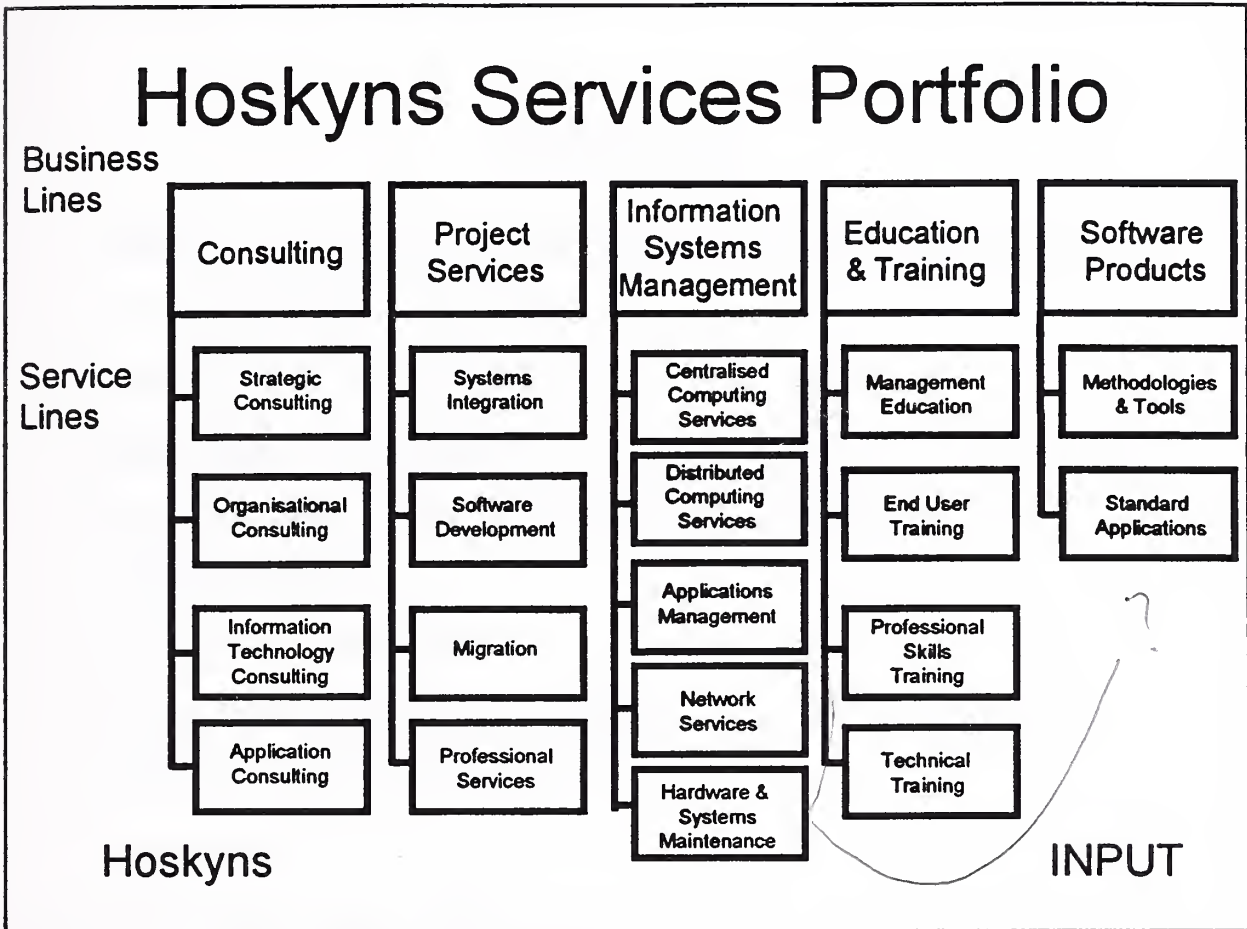 Hoskyns Services Portfolio
Business
Lines
Consulting
Project
Services
Information
Systems
Management
Education
& Training
Software
Products
Service
Lines
Strategic
Consulting
Organisational
Consulting
Information
Technology
Consulting
Application
Consulting
Systems
Integration
Software
Development
Migration
Professional
Services
Centralised
Computing
Services
Distributed
Computing
Services
Applications
Management
Network
Services
Hardware &
Systems
Maintenance
Management
Education
End User
Training
Professional
Skills
Training
Technical
Training
Methodologies
& Tools
Standard
Applications
?
Hoskyns
INPUT